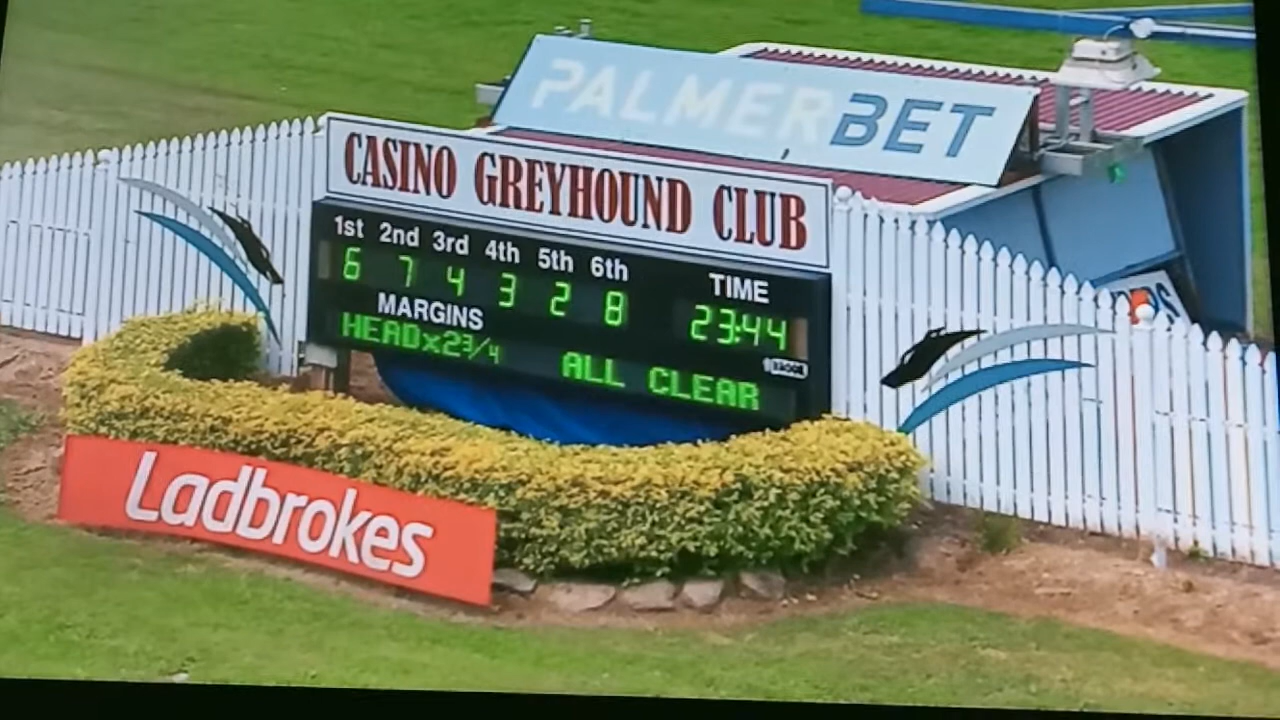 PALMERBET
CASINO GREYHOUND CLUB
1st 2nd 3rd 4th 5th 6th TIME
6 7 4 3 2 8 23:44
MARGINS
HEADx2¾ ALL CLEAR
Ladbrokes